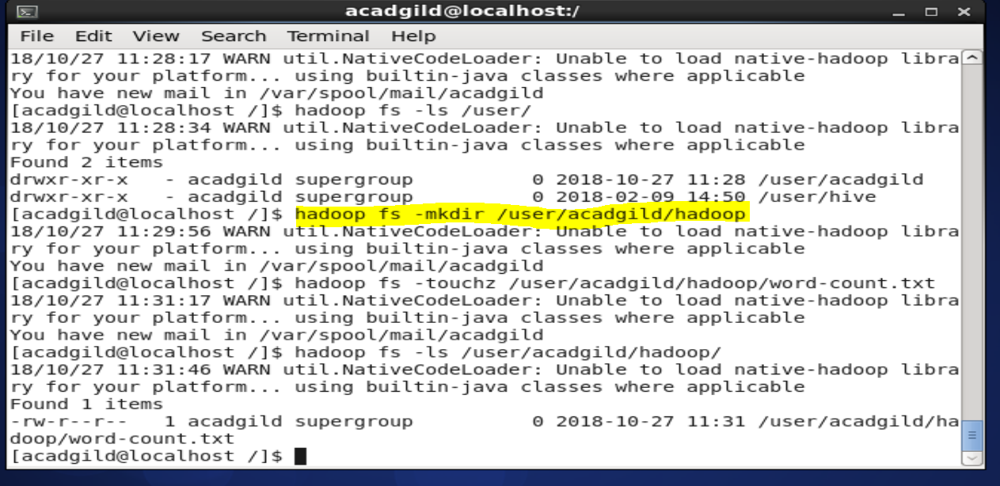 acadgild@localhost:/
File Edit View Search Terminal Help
18/10/27 11:28:17 WARN util.NativeCodeLoader: Unable to load native-hadoop libra
ry for your platform... using builtin-java classes where applicable
You have new mail in /var/spool/mail/acadgild
[acadgild@localhost /]$ hadoop fs -ls /user/
18/10/27 11:28:34 WARN util.NativeCodeLoader: Unable to load native-hadoop libra
ry for your platform... using builtin-java classes where applicable
Found 2 items
drwxr-xr-x   - acadgild supergroup          0 2018-10-27 11:28 /user/acadgild
drwxr-xr-x   - acadgild supergroup          0 2018-02-09 14:50 /user/hive
[acadgild@localhost /]$ hadoop fs -mkdir /user/acadgild/hadoop
18/10/27 11:29:56 WARN util.NativeCodeLoader: Unable to load native-hadoop libra
ry for your platform... using builtin-java classes where applicable
You have new mail in /var/spool/mail/acadgild
[acadgild@localhost /]$ hadoop fs -touchz /user/acadgild/hadoop/word-count.txt
18/10/27 11:31:17 WARN util.NativeCodeLoader: Unable to load native-hadoop libra
ry for your platform... using builtin-java classes where applicable
You have new mail in /var/spool/mail/acadgild
[acadgild@localhost /]$ hadoop fs -ls /user/acadgild/hadoop/
18/10/27 11:31:46 WARN util.NativeCodeLoader: Unable to load native-hadoop libra
ry for your platform... using builtin-java classes where applicable
Found 1 items
-rw-r--r--   1 acadgild supergroup          0 2018-10-27 11:31 /user/acadgild/ha
doop/word-count.txt
[acadgild@localhost /]$